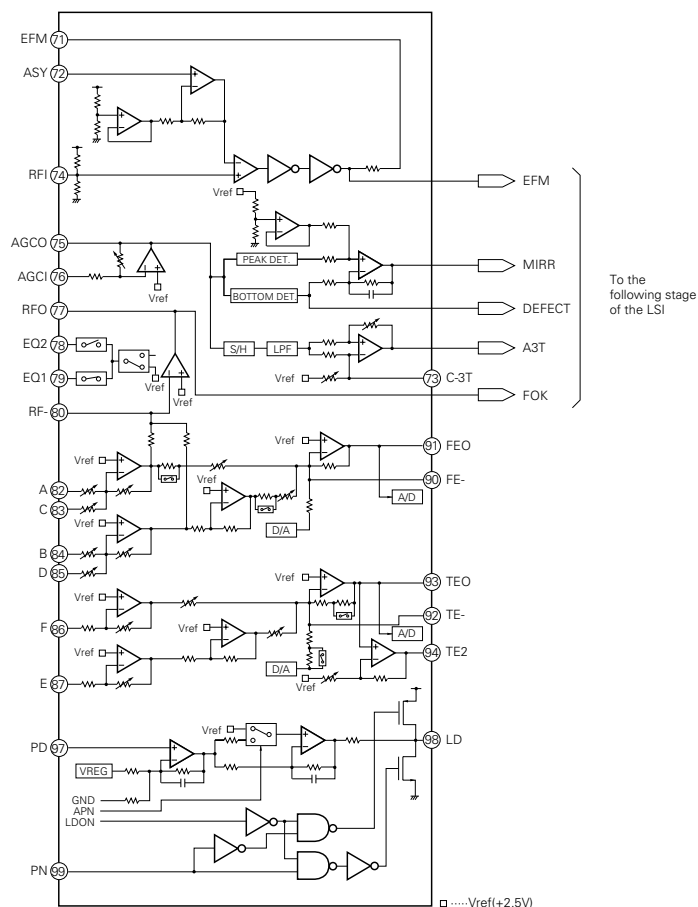 EFM 71
ASY 72
RFI 74
Vref
EFM
AGCO 75
AGCI 76
Vref
PEAK DET.
BOTTOM DET.
MIRR
DEFECT
To the
following stage
of the LSI
RFO 77
EQ2 78
EQ1 79
Vref
Vref
S/H
LPF
A3T
Vref
73 C-3T
FOK
RF- 80
Vref
91 FEO
90 FE-
A/D
A 82
C 83
Vref
Vref
D/A
B 84
D 85
Vref
Vref
93 TEO
92 TE-
A/D
F 86
Vref
Vref
D/A
Vref
94 TE2
E 87
PD 97
Vref
98 LD
VREG
GND
APN
LDON
PN 99
·····Vref(+2.5V)